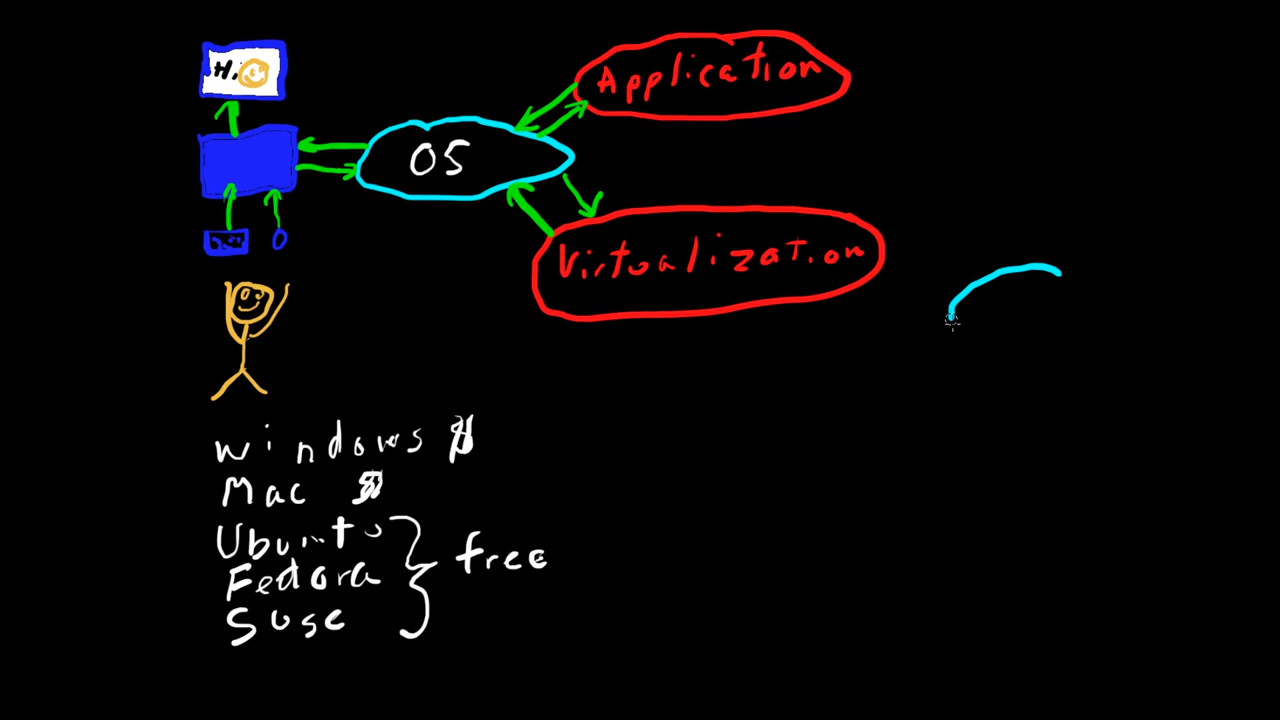 Hi
Application
OS
Virtualization
Windows $
Mac $
Ubuntu
Fedora
free
Suse